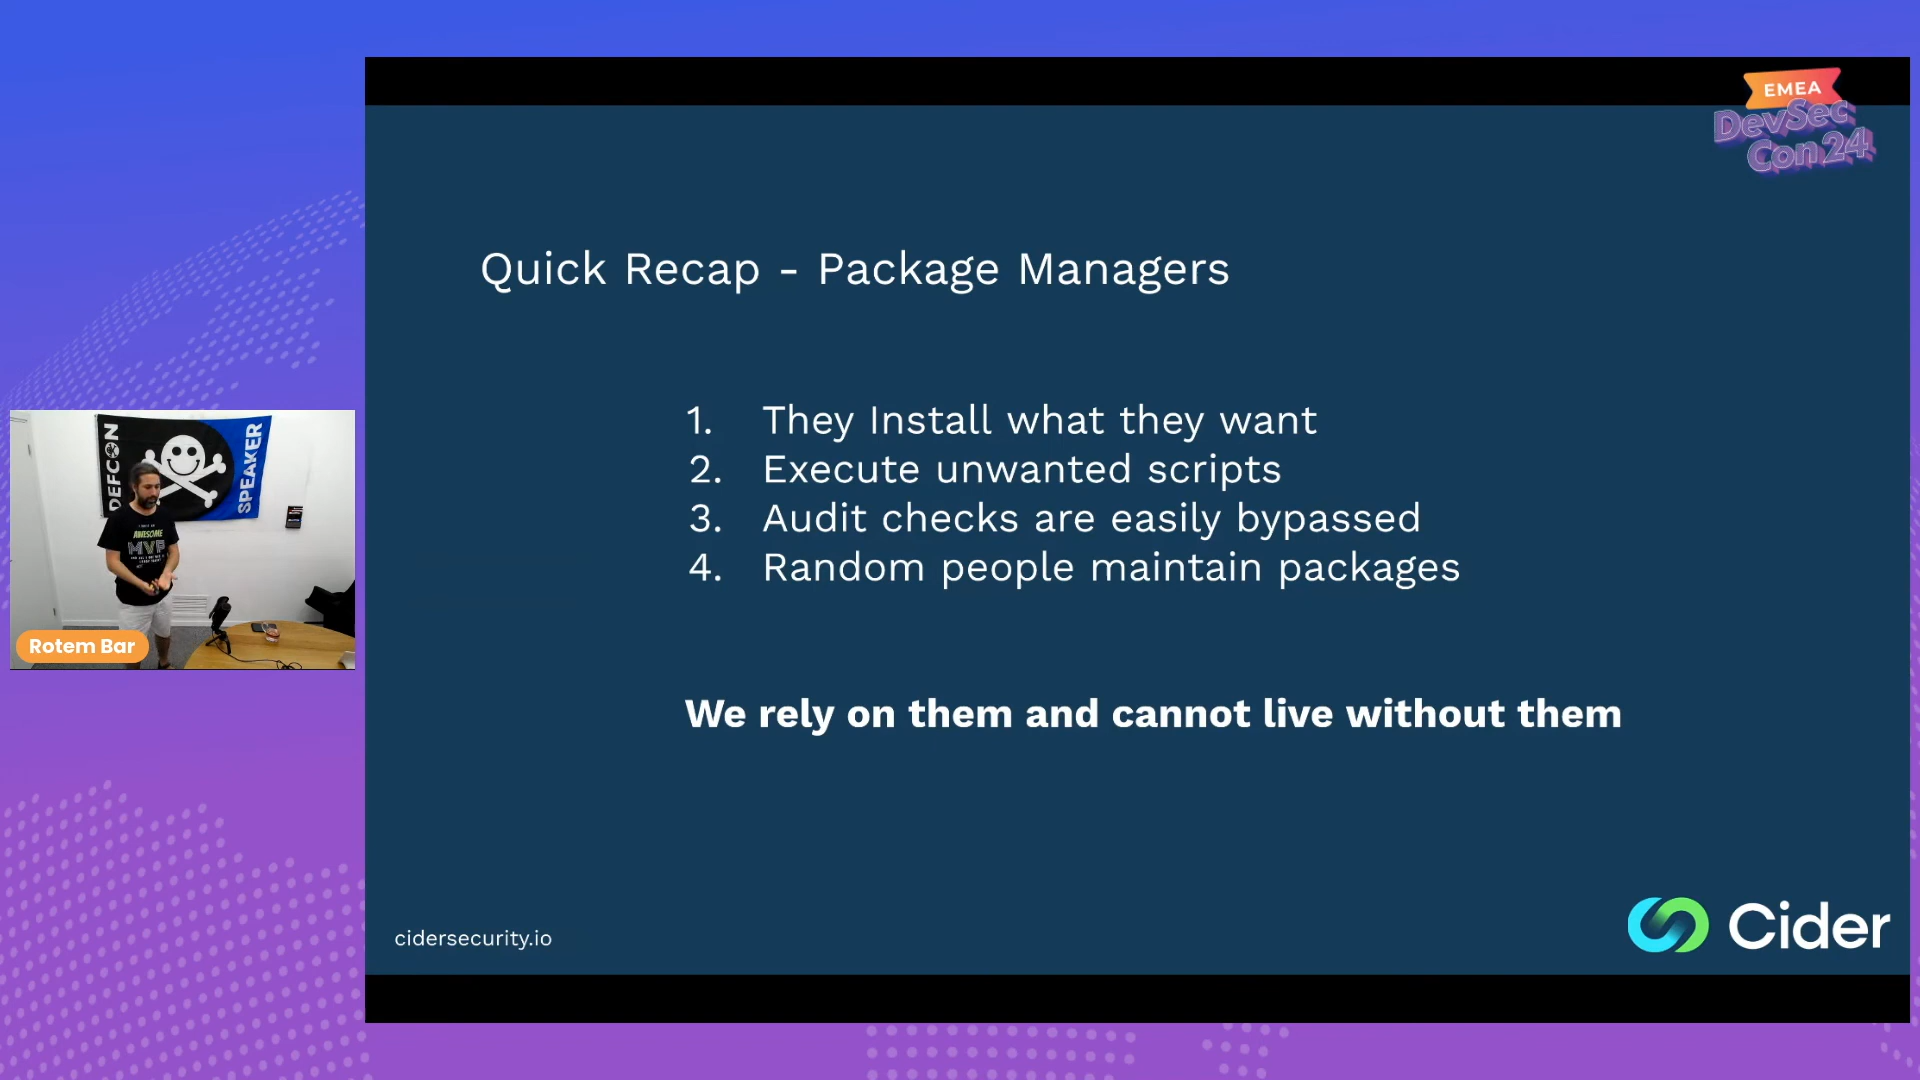 EMEA
DevSec
Con 24
Quick Recap - Package Managers
1. They Install what they want
2. Execute unwanted scripts
3. Audit checks are easily bypassed
4. Random people maintain packages
We rely on them and cannot live without them
DEFCON
SPEAKER
AWESOME
MVP
Rotem Bar
cidersecurity.io
Cider